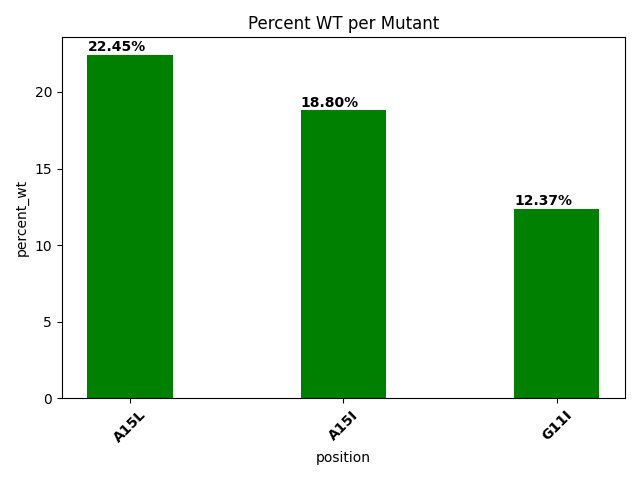 Percent WT per Mutant
22.45%
18.80%
12.37%
20
15
10
5
0
percent_wt
A15L
A15I
G11I
position